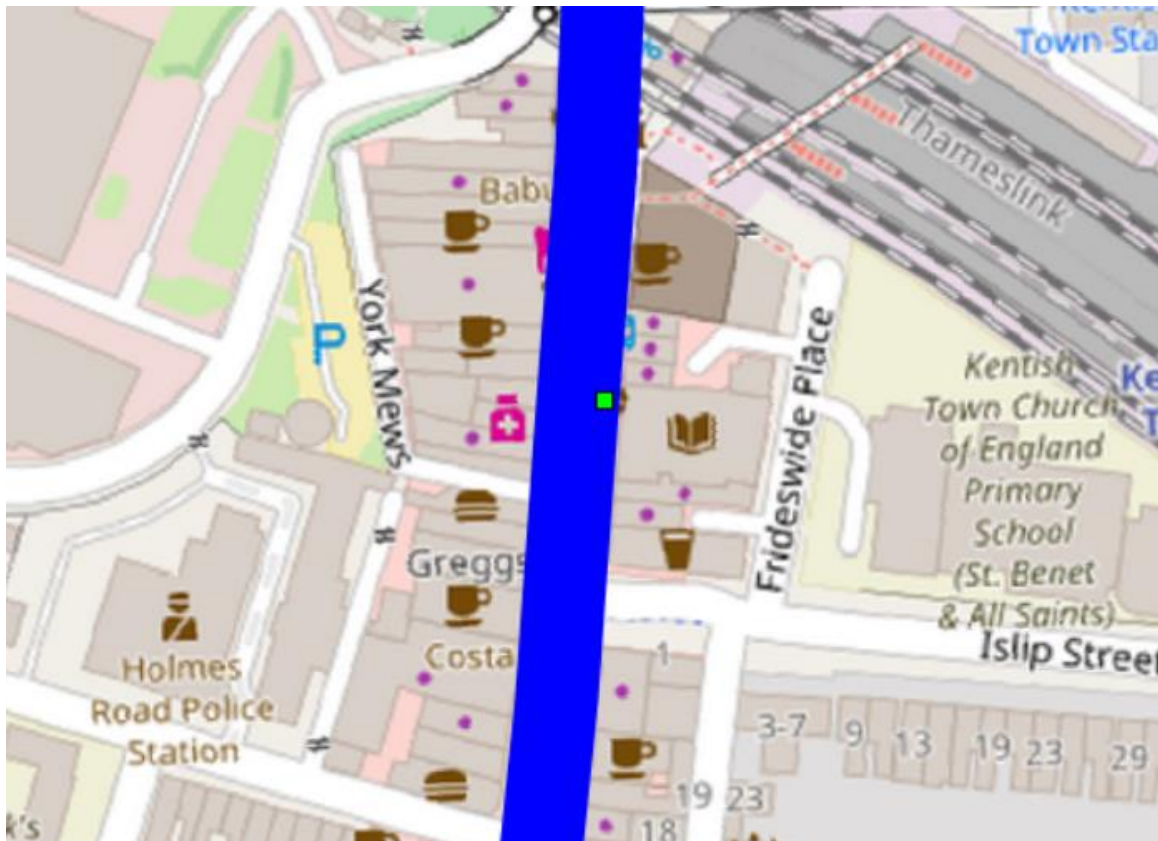 Town Sta
Thameslink
Babu
P
York Mews
Frideswide Place
Kentish
Town Church
of England
Primary
School
(St. Benet
& All Saints)
Ke
T
Greggs
Costa
Holmes
Road Police
Station
Islip Street
1
3-7
9
13
19
23
29
19
23
18
k's